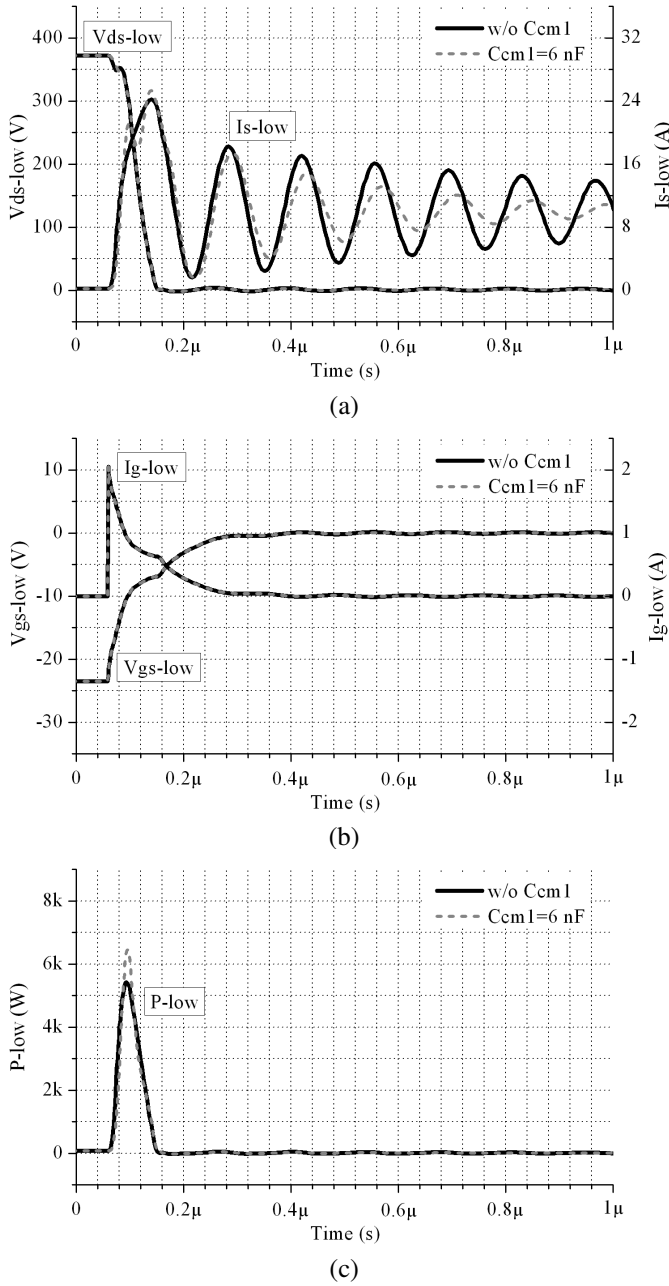 Vds-low
w/o Ccm1
Ccm1=6 nF
Is-low
Vds-low (V)
400
300
200
100
0
Is-low (A)
32
24
16
8
0
0 0.2µ 0.4µ 0.6µ 0.8µ 1µ
Time (s)
(a)
Ig-low
w/o Ccm1
Ccm1=6 nF
Vgs-low
Vgs-low (V)
10
0
-10
-20
-30
Ig-low (A)
2
1
0
-1
-2
0 0.2µ 0.4µ 0.6µ 0.8µ 1µ
Time (s)
(b)
w/o Ccm1
Ccm1=6 nF
P-low
P-low (W)
8k
6k
4k
2k
0
0 0.2µ 0.4µ 0.6µ 0.8µ 1µ
Time (s)
(c)